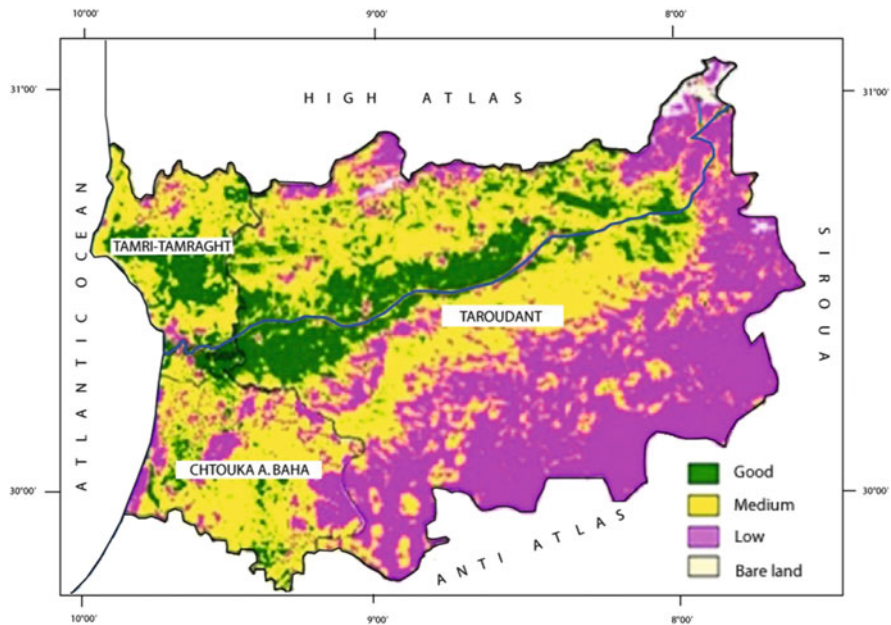 10°00'
9°00'
8°00'
31°00'
31°00'
HIGH ATLAS
ATLANTIC OCEAN
TAMRI-TAMRAGHT
SIROUA
TAROUDANT
CHTOUKA A. BAHA
Good
Medium
Low
Bare land
30°00'
30°00'
ANTI ATLAS
10°00'
9°00'
8°00'